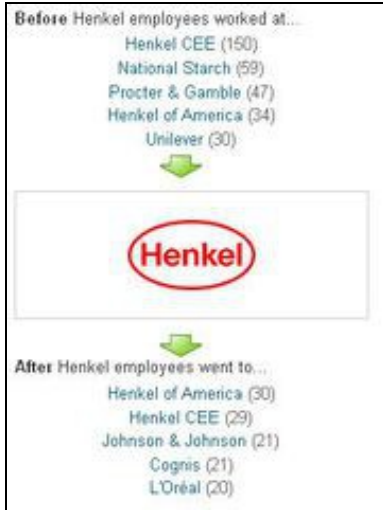 Before Henkel employees worked at...
Henkel CEE (150)
National Starch (59)
Procter & Gamble (47)
Henkel of America (34)
Unilever (30)
Henkel
After Henkel employees went to...
Henkel of America (30)
Henkel CEE (29)
Johnson & Johnson (21)
Cognis (21)
L'Oréal (20)